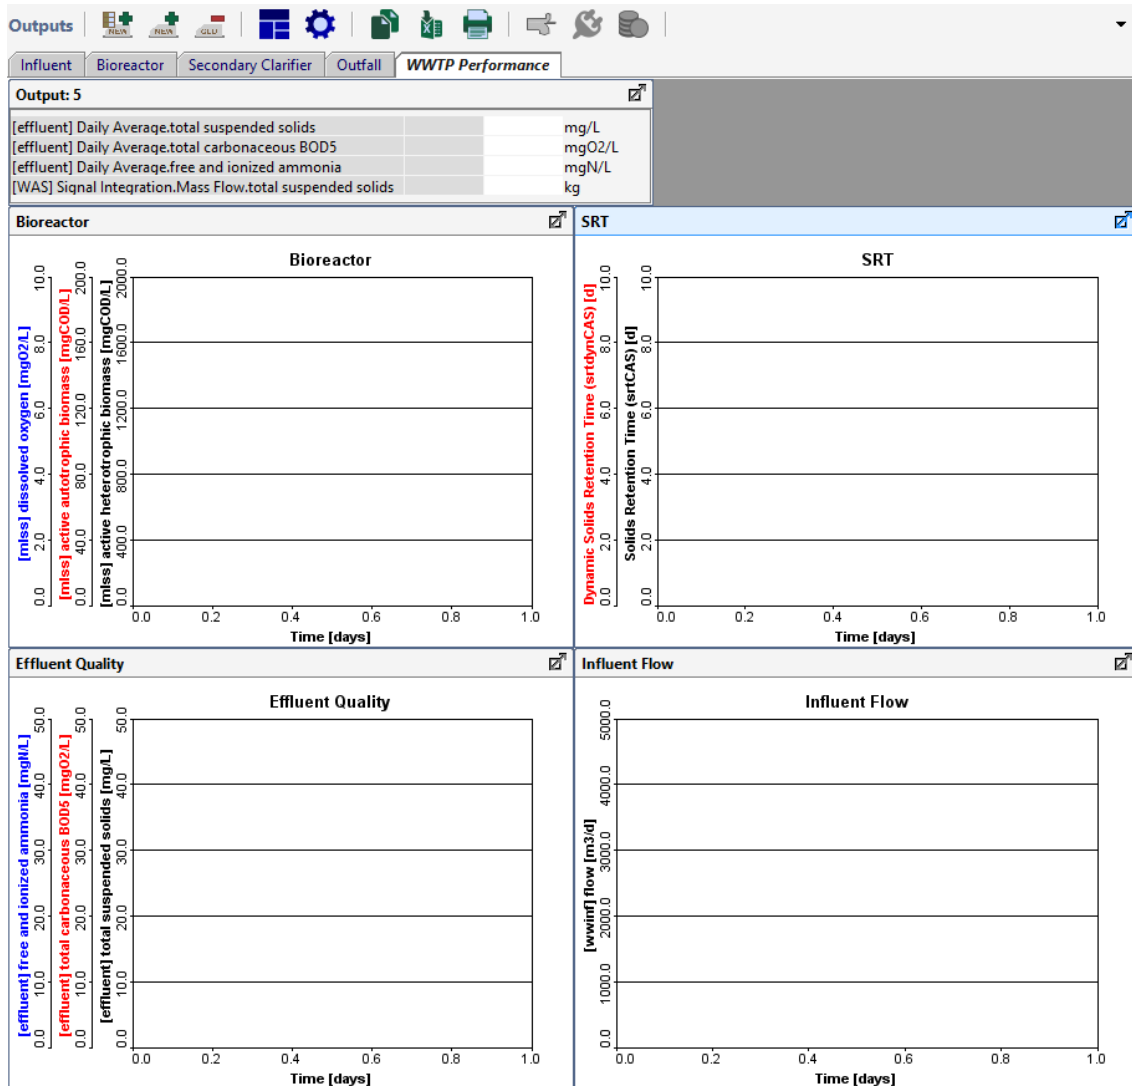 Outputs
NEW
NEW
OLD
Influent
Bioreactor
Secondary Clarifier
Outfall
WWTP Performance
Output: 5
[effluent] Daily Average.total suspended solids mg/L
[effluent] Daily Average.total carbonaceous BOD5 mgO2/L
[effluent] Daily Average.free and ionized ammonia mgN/L
[WAS] Signal Integration.Mass Flow.total suspended solids kg
Bioreactor
Bioreactor
[mlss] dissolved oxygen [mgO2/L]
0.0 2.0 4.0 6.0 8.0 10.0
[mlss] active autotrophic biomass [mgCOD/L]
0.0 40.0 80.0 120.0 160.0 200.0
[mlss] active heterotrophic biomass [mgCOD/L]
0.0 400.0 800.0 1200.0 1600.0 2000.0
0.0 0.2 0.4 0.6 0.8 1.0
Time [days]
SRT
SRT
Dynamic Solids Retention Time (srtdynCAS) [d]
0.0 2.0 4.0 6.0 8.0 10.0
Solids Retention Time (srtCAS) [d]
0.0 2.0 4.0 6.0 8.0 10.0
0.0 0.2 0.4 0.6 0.8 1.0
Time [days]
Effluent Quality
Effluent Quality
[effluent] free and ionized ammonia [mgN/L]
0.0 10.0 20.0 30.0 40.0 50.0
[effluent] total carbonaceous BOD5 [mgO2/L]
0.0 10.0 20.0 30.0 40.0 50.0
[effluent] total suspended solids [mg/L]
0.0 10.0 20.0 30.0 40.0 50.0
0.0 0.2 0.4 0.6 0.8 1.0
Time [days]
Influent Flow
Influent Flow
[wwinf] flow [m3/d]
0.0 1000.0 2000.0 3000.0 4000.0 5000.0
0.0 0.2 0.4 0.6 0.8 1.0
Time [days]